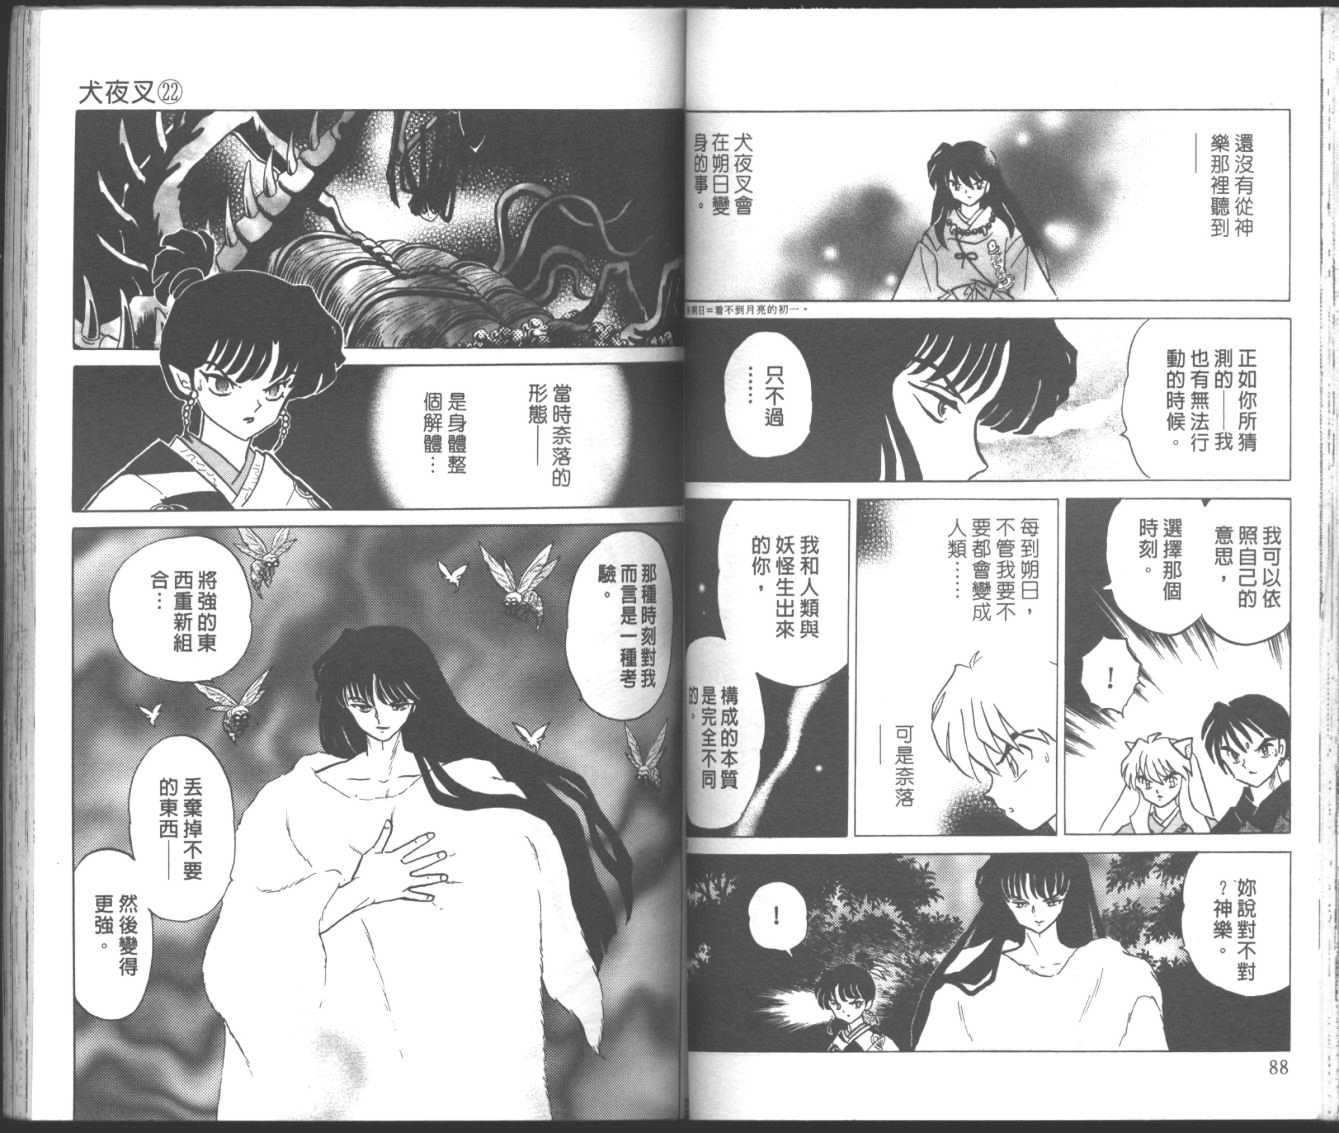 還沒有從神
樂那裡聽到
——
犬夜叉會
在朔日變
身的事。
朔日=看不到月亮的初一。
正如你所猜
測的——我
也有無法行
動的時候。
只不過
……
我可以依
照自己的
意思，
選擇那個
時刻。
！
每到朔日，
不管我要不
要都會變成
人類……
可是奈落
——
我和人類與
妖怪生出來
的你，
構成的本質
是完全不同
的。
妳說對不對
？神樂。
！
88
犬夜叉㉒
當時奈落的
形態——
是身體整
個解體…
那種時刻對我
而言是一種考
驗。
將強的東
西重新組
合…
丟棄掉不要
的東西——
然後變得
更強。